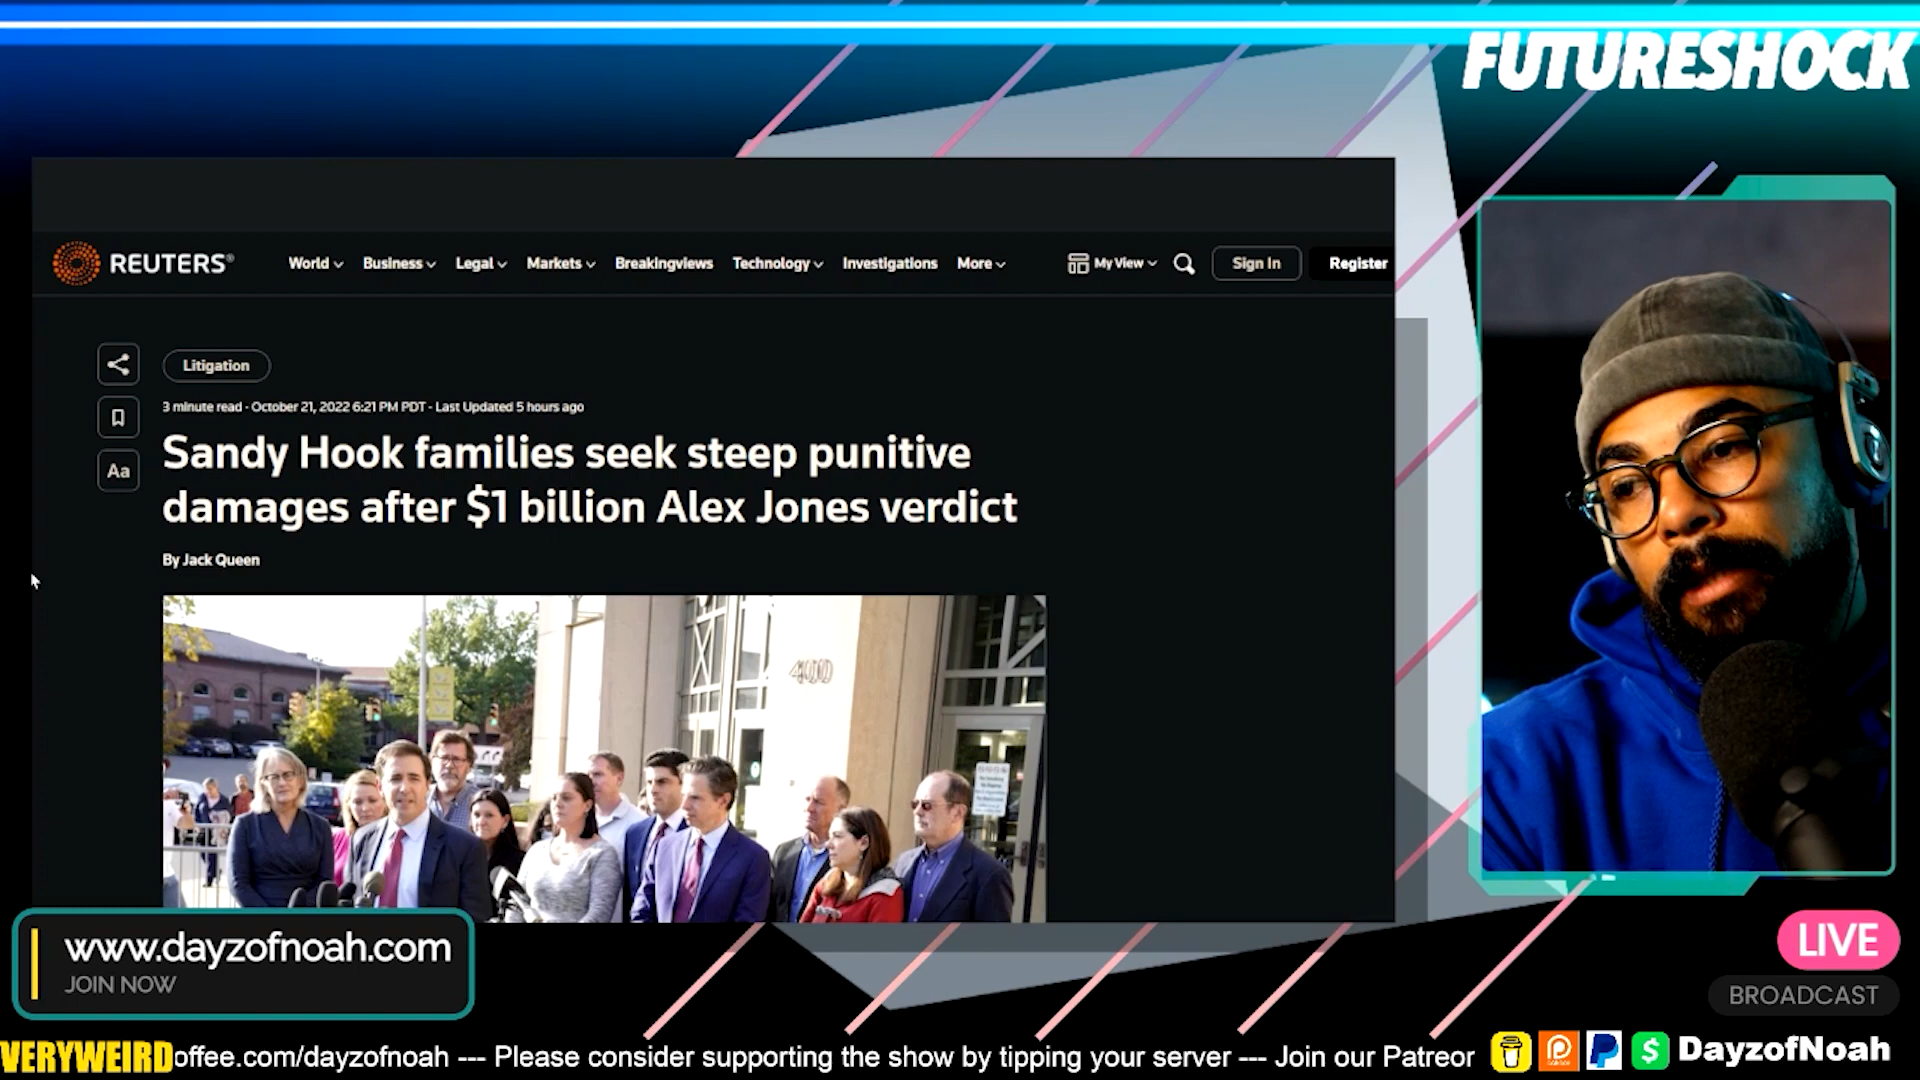 FUTURESHOCK
REUTERS®
World Business Legal Markets Breakingviews Technology Investigations More My View Sign In Register
Litigation
3 minute read · October 21, 2022 6:21 PM PDT · Last Updated 5 hours ago
Aa
Sandy Hook families seek steep punitive
damages after $1 billion Alex Jones verdict
By Jack Queen
400
www.dayzofnoah.com
JOIN NOW
LIVE
BROADCAST
VERYWEIRD offee.com/dayzofnoah --- Please consider supporting the show by tipping your server --- Join our Patreor DayzofNoah